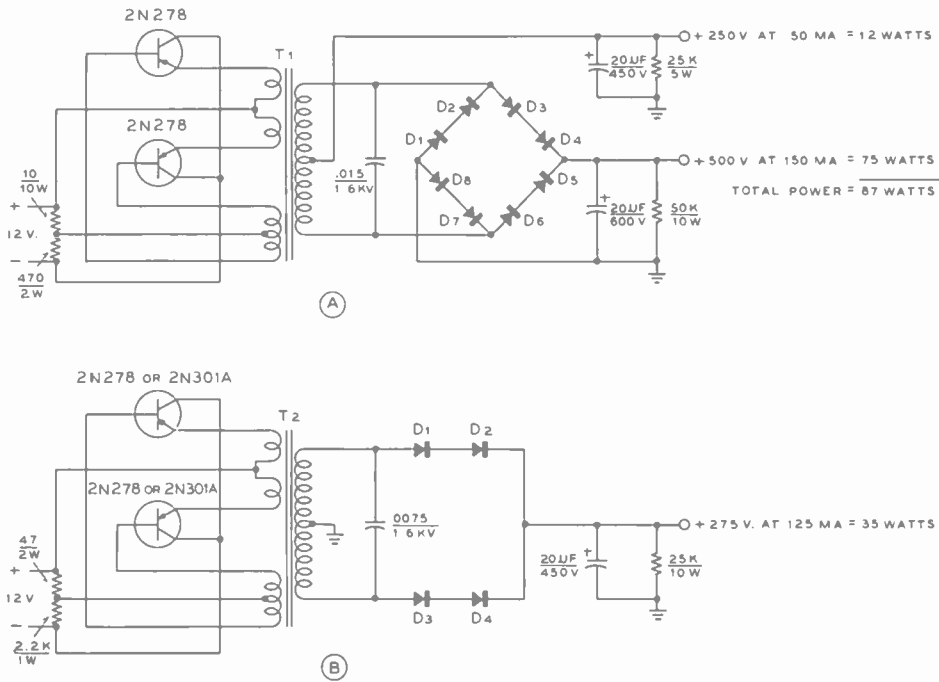 2N278
T1
+ 250V AT 50 MA = 12 WATTS
+
20UF
450V
25K
5W
2N278
D2
D3
D1
D4
.015
1.6KV
+ 500V AT 150 MA = 75 WATTS
TOTAL POWER = 87 WATTS
D8
D5
D7
D6
+
20UF
600V
50K
10W
10
10W
+
12 V.
-
470
2W
A
2N278 OR 2N301A
T2
D1
D2
2N278 OR 2N301A
.0075
1.6KV
+ 275 V. AT 125 MA = 35 WATTS
+
20UF
450V
25K
10W
47
2W
+
12 V
-
2.2K
1W
D3
D4
B